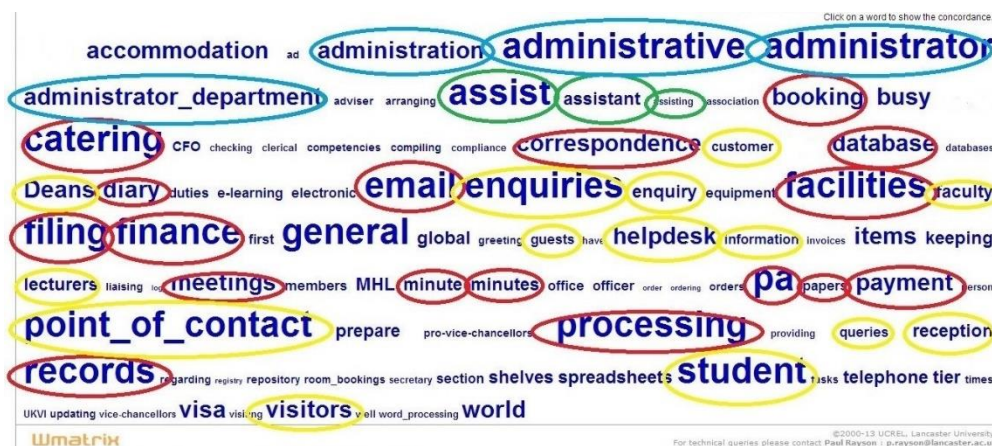 Click on a word to show the concordance.
accommodation ad administration administrative administrator
administrator_department adviser arranging assist assistant assisting association booking busy
catering CFO checking clerical competencies compiling compliance correspondence customer database databases
Deans diary duties e-learning electronic email enquiries enquiry equipment facilities faculty
filing finance first general global greeting guests have helpdesk information invoices items keeping
lecturers liaising log meetings members MHL minute minutes office officer order ordering orders pa papers payment person
point_of_contact prepare pro-vice-chancellors processing providing queries reception
records regarding registry repository room_bookings secretary section shelves spreadsheets student tasks telephone tier times
UKVI updating vice-chancellors visa visiting visitors well word_processing world
Wmatrix
©2000-13 UCREL, Lancaster University
For technical queries please contact Paul Rayson : p.rayson@lancaster.ac.u